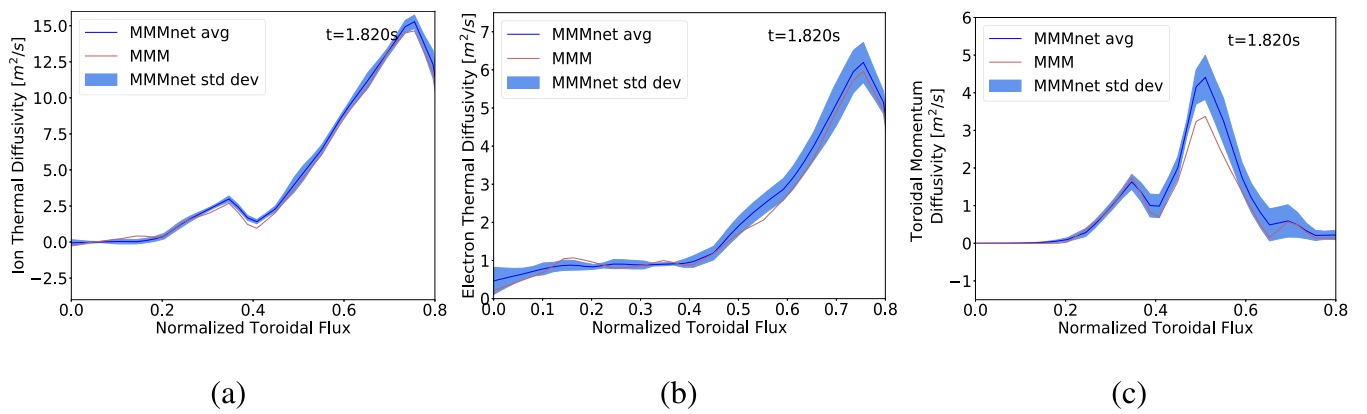 Ion Thermal Diffusivity [m²/s]
15.0
12.5
10.0
7.5
5.0
2.5
0.0
−2.5
MMMnet avg
MMM
MMMnet std dev
t=1.820s
0.0 0.2 0.4 0.6 0.8
Normalized Toroidal Flux
(a)
Electron Thermal Diffusivity [m²/s]
8
7
6
5
4
3
2
1
0
MMMnet avg
MMM
MMMnet std dev
t=1.820s
0.0 0.1 0.2 0.3 0.4 0.5 0.6 0.7 0.8
Normalized Toroidal Flux
(b)
Toroidal Momentum
Diffusivity [m²/s]
6
5
4
3
2
1
0
−1
MMMnet avg
MMM
MMMnet std dev
t=1.820s
0.0 0.2 0.4 0.6 0.8
Normalized Toroidal Flux
(c)